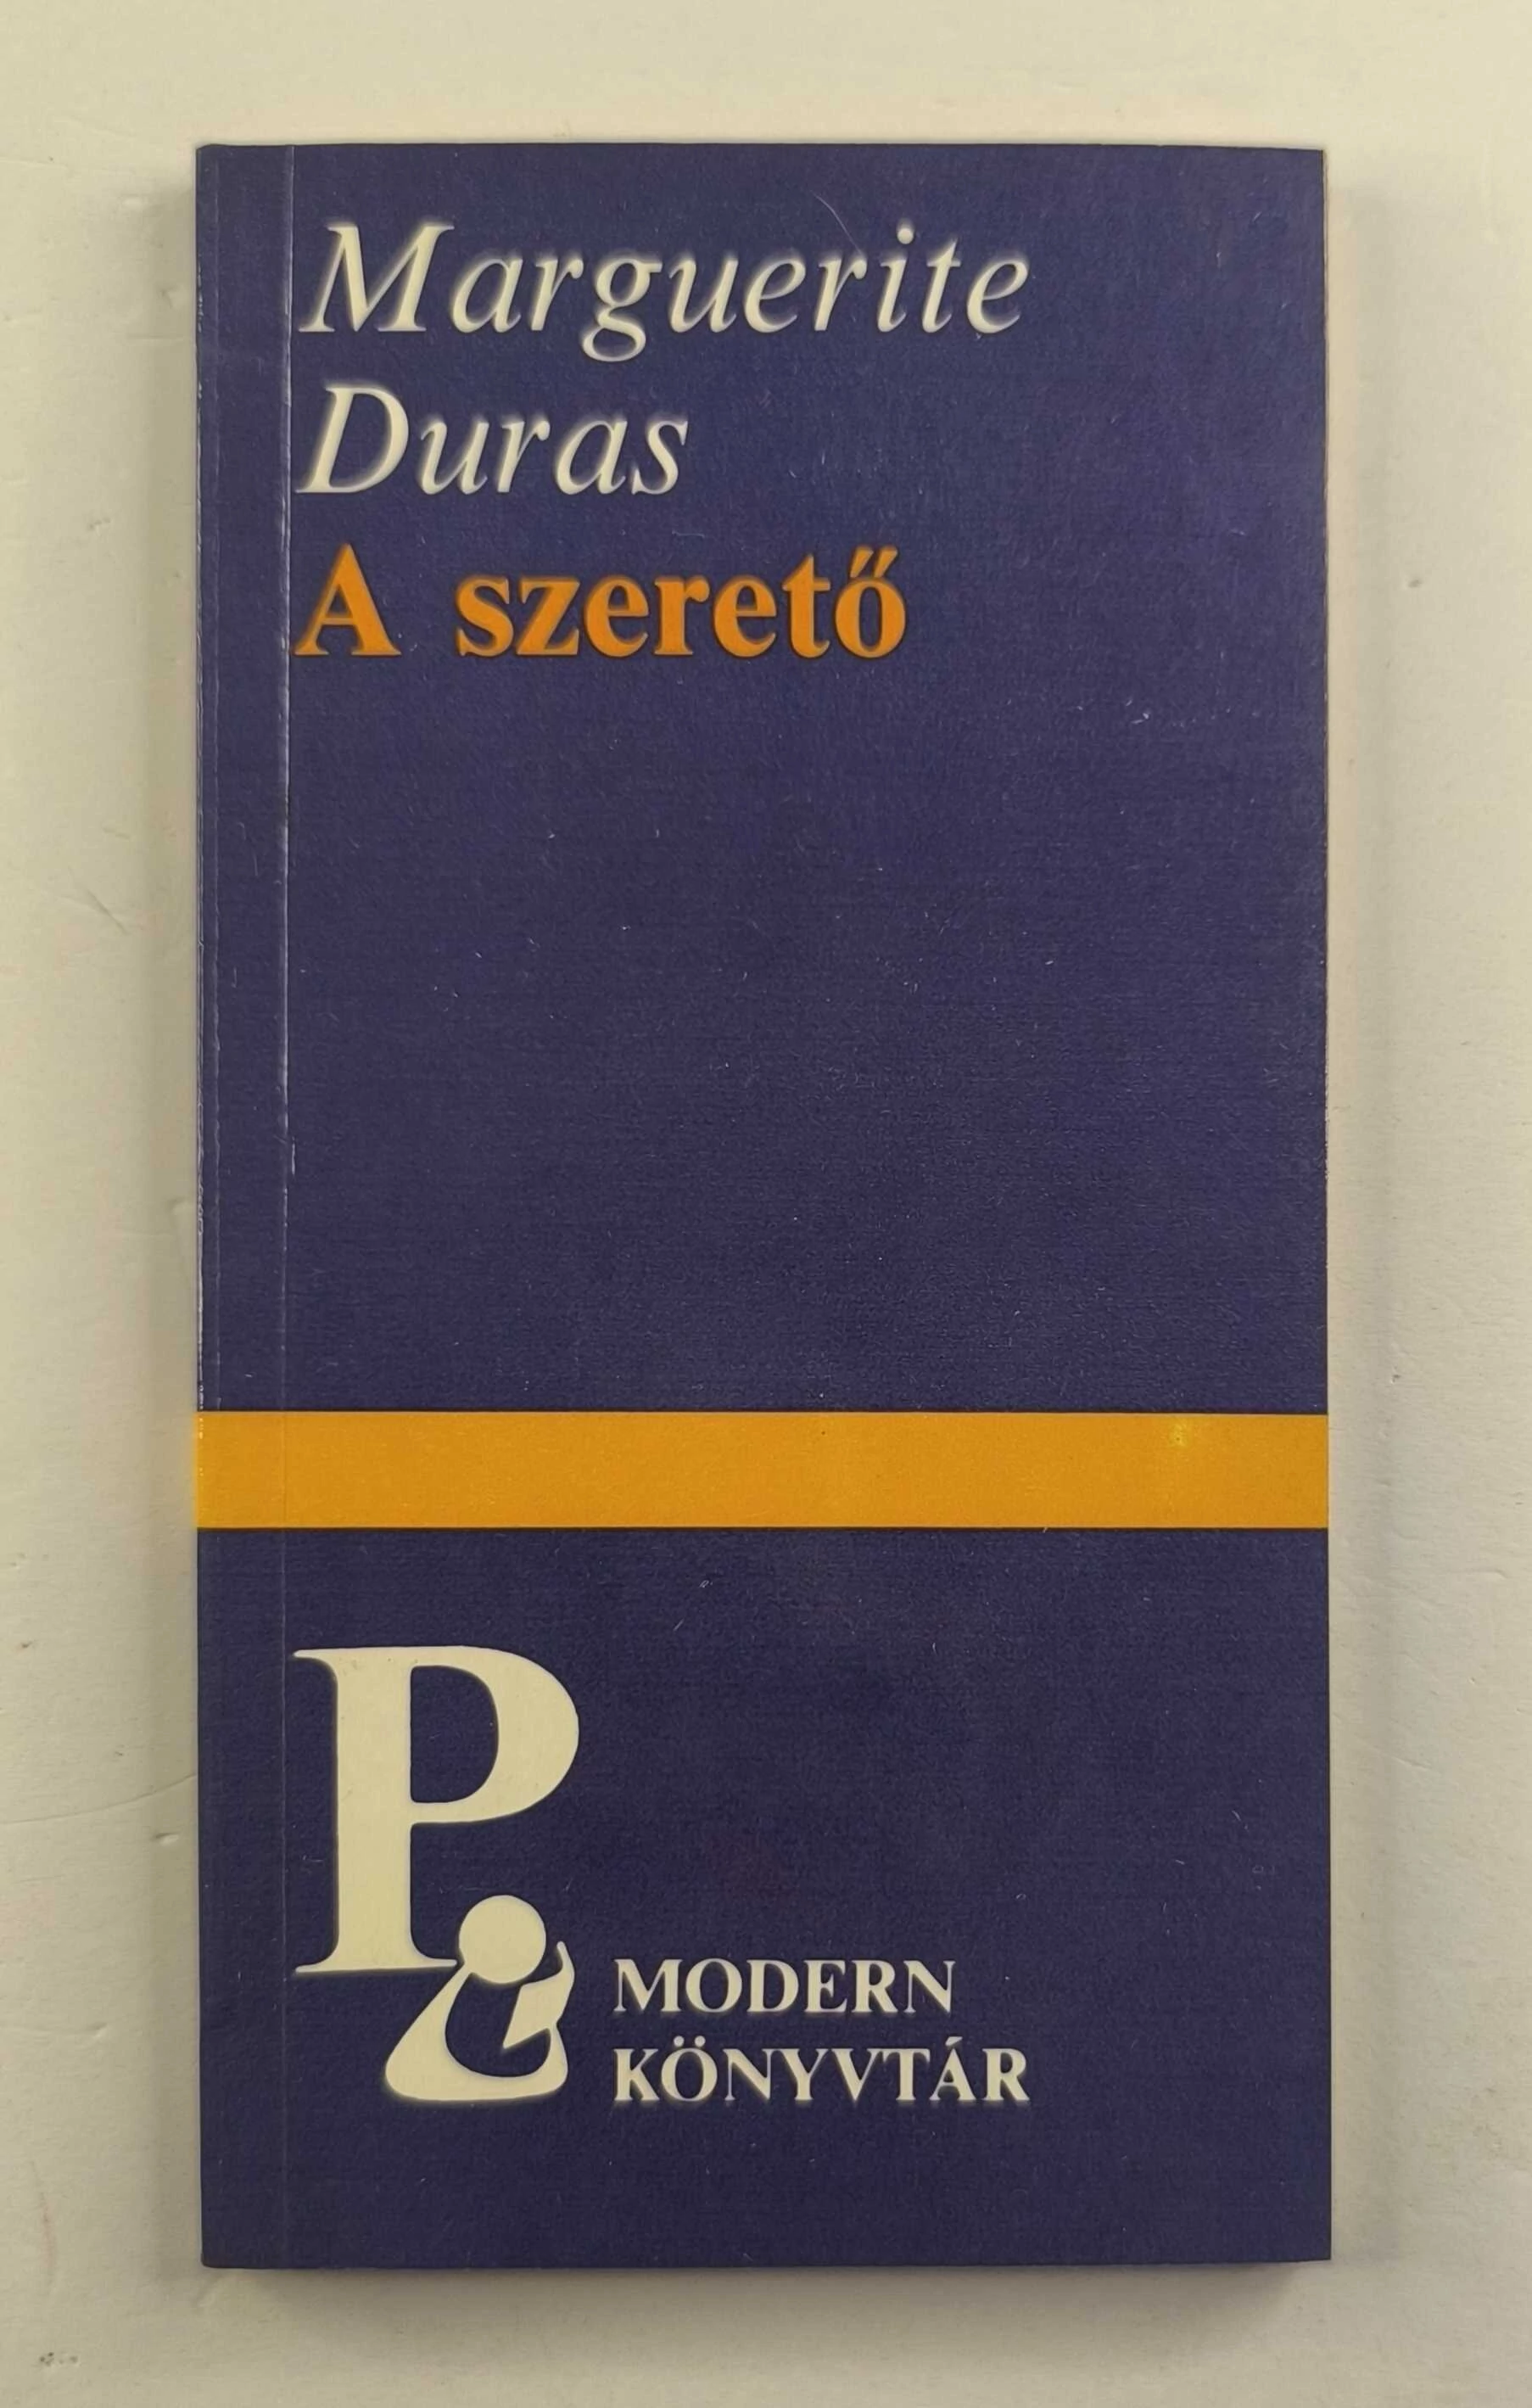 Marguerite
Duras
A szerető
P
MODERN
KÖNYVTÁR